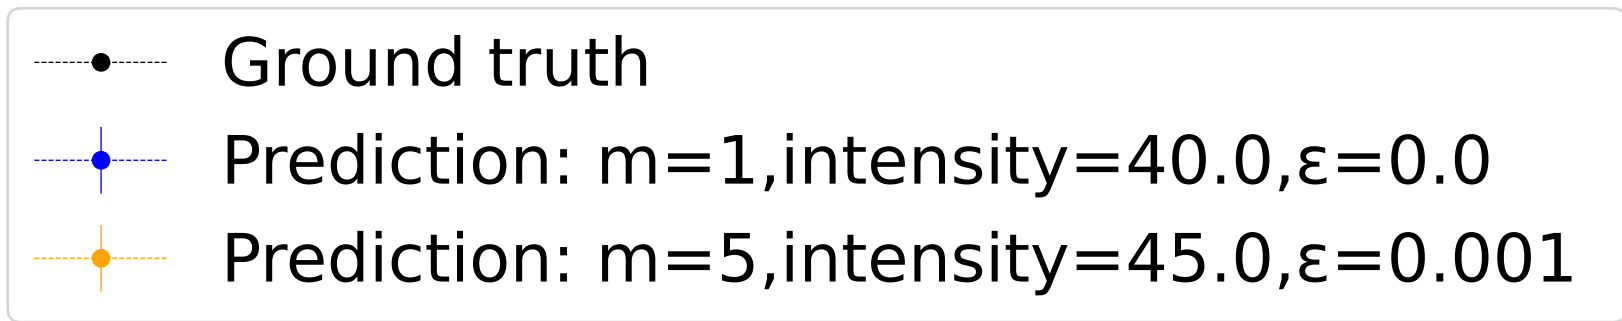 Ground truth
Prediction: m=1,intensity=40.0,ε=0.0
Prediction: m=5,intensity=45.0,ε=0.001